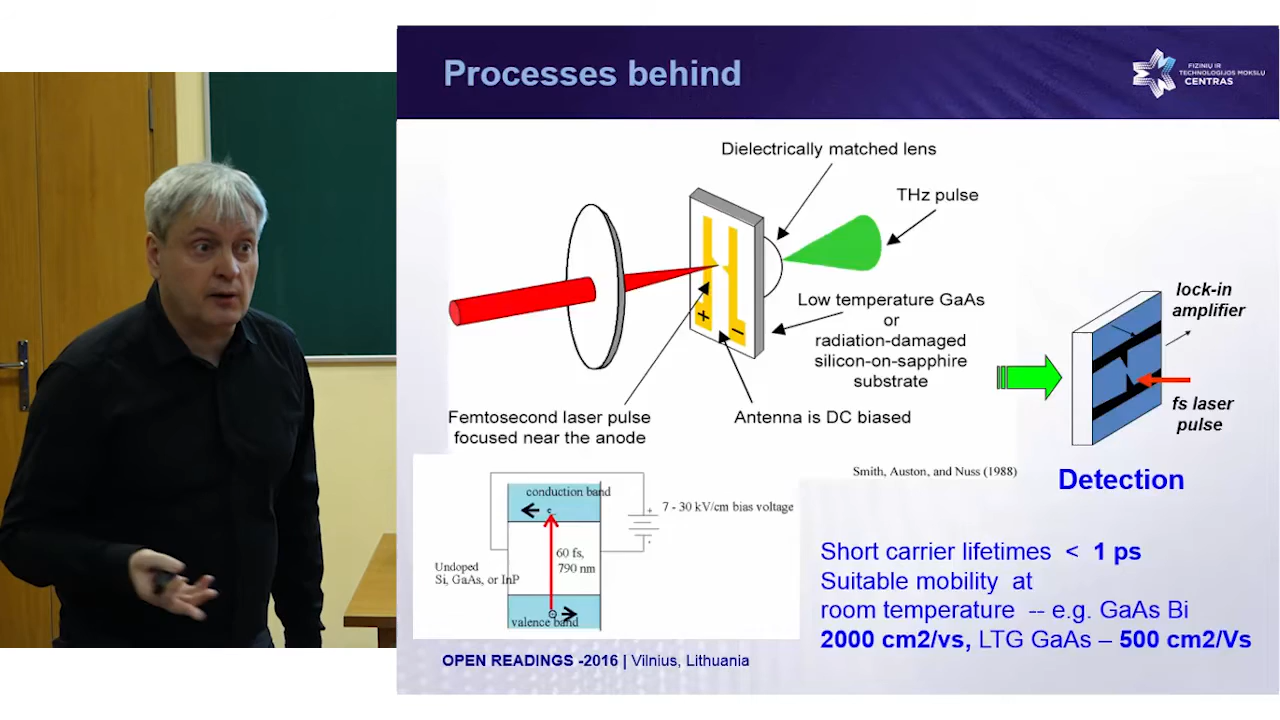 Processes behind
FIZINIŲ IR
TECHNOLOGIJOS MOKSLŲ
CENTRAS
Dielectrically matched lens
THz pulse
Low temperature GaAs
or
radiation-damaged
silicon-on-sapphire
substrate
+
–
Femtosecond laser pulse
focused near the anode
Antenna is DC biased
lock-in
amplifier
fs laser
pulse
Smith, Auston, and Nuss (1988)
Detection
conduction band
e-
+
-
7 - 30 kV/cm bias voltage
60 fs,
790 nm
Undoped
Si, GaAs, or InP
valence band
Short carrier lifetimes < 1 ps
Suitable mobility at
room temperature -- e.g. GaAs Bi
2000 cm2/vs, LTG GaAs – 500 cm2/Vs
OPEN READINGS -2016 | Vilnius, Lithuania